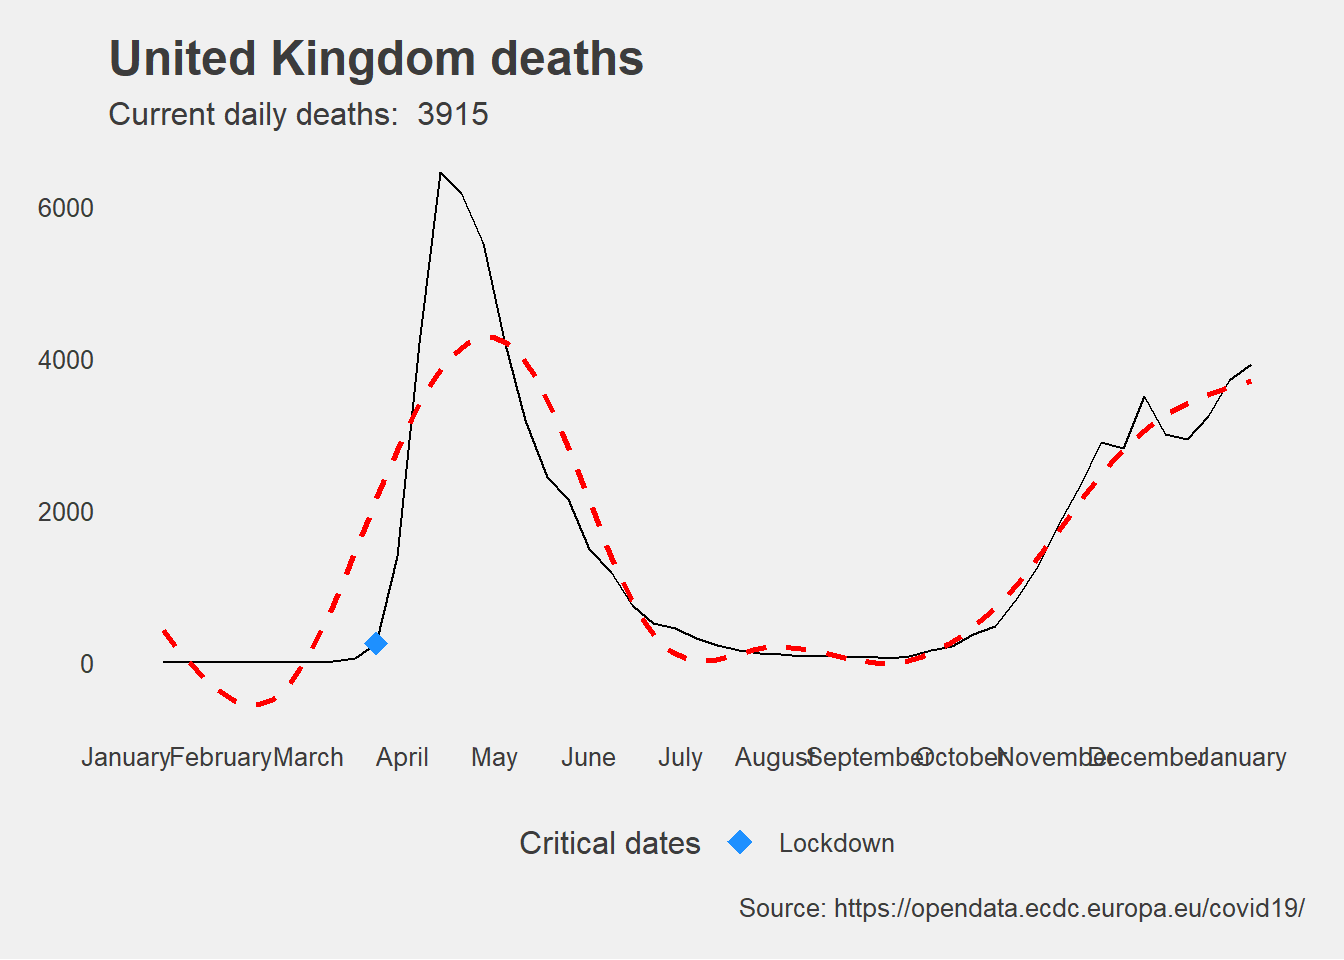 United Kingdom deaths
Current daily deaths:  3915
6000
4000
2000
0
January February March April May June July August September October November December January
Critical dates Lockdown
Source: https://opendata.ecdc.europa.eu/covid19/